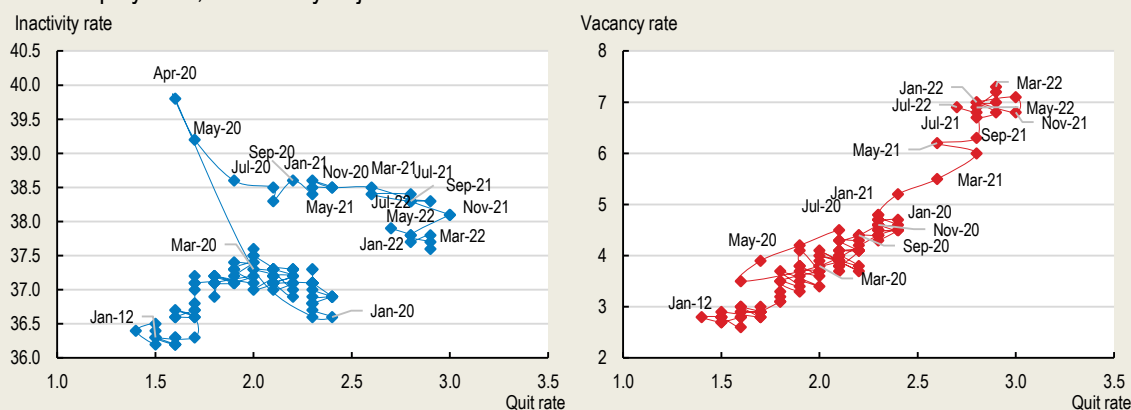 Inactivity rate
40.5
40.0
39.5
39.0
38.5
38.0
37.5
37.0
36.5
36.0
Apr-20
May-20
Jul-20
Sep-20
Jan-21
Nov-20
Mar-21
Jul-21
May-21
Jul-22
Sep-21
May-22
Nov-21
Jan-22
Mar-22
Mar-20
Jan-12
Jan-20
1.0 1.5 2.0 2.5 3.0 3.5
Quit rate
Vacancy rate
8
7
6
5
4
3
2
Jan-22
Mar-22
Jul-22
May-22
Jul-21
Nov-21
Sep-21
May-21
Mar-21
Jan-21
Jul-20
Jan-20
Nov-20
May-20
Sep-20
Mar-20
Jan-12
1.0 1.5 2.0 2.5 3.0 3.5
Quit rate